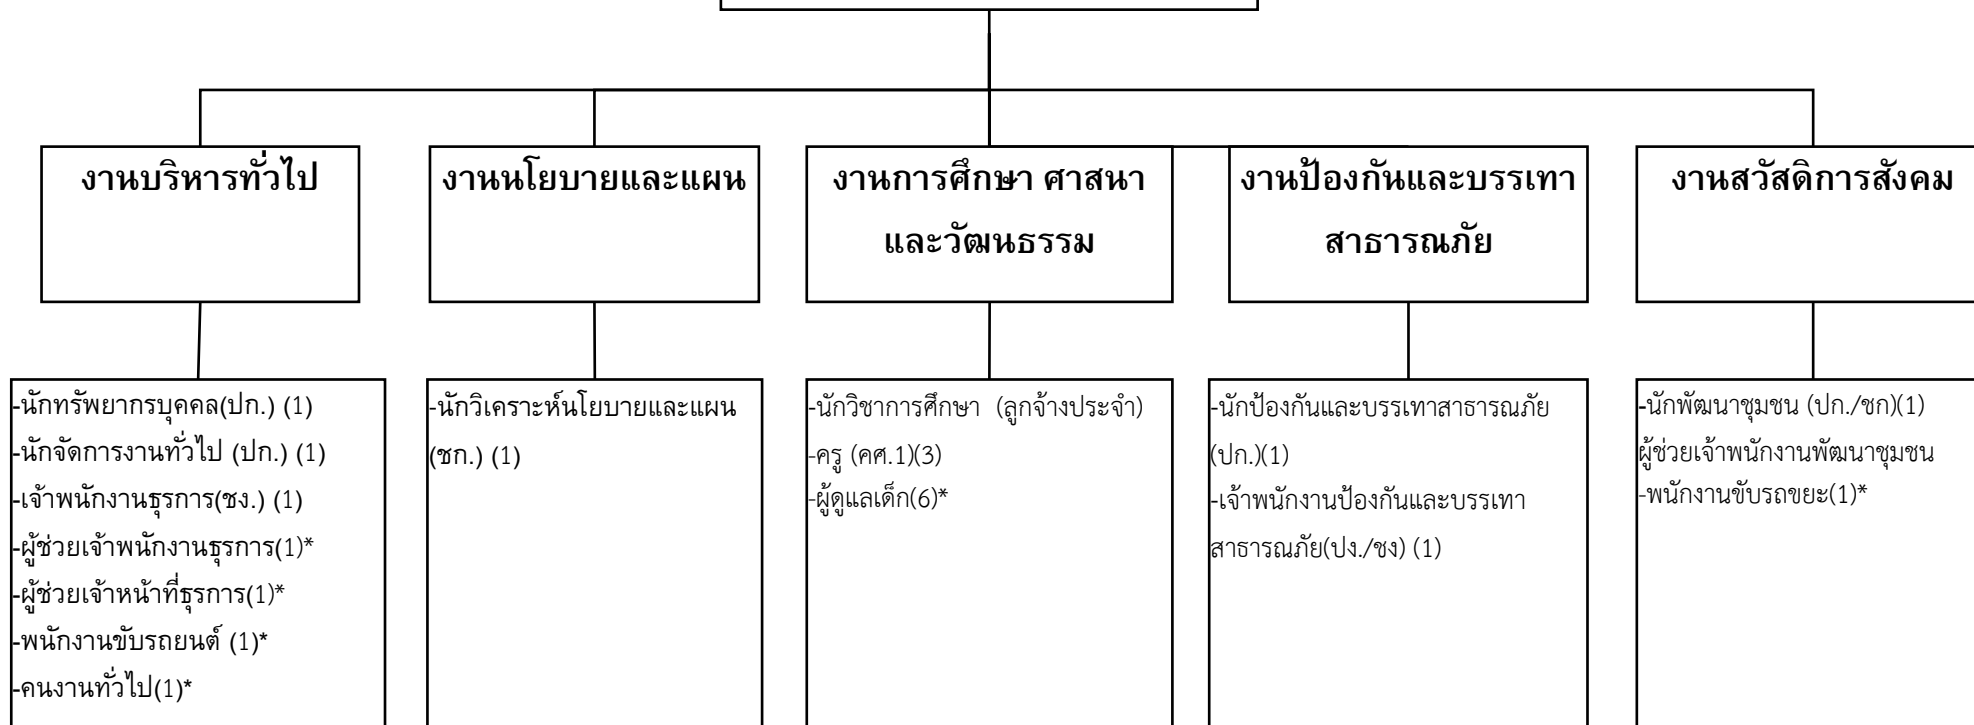 งานบริหารทั่วไป
งานนโยบายและแผน
งานการศึกษา ศาสนา
และวัฒนธรรม
งานป้องกันและบรรเทา
สาธารณภัย
งานสวัสดิการสังคม
-นักทรัพยากรบุคคล(ปก.) (1)
-นักจัดการงานทั่วไป (ปก.) (1)
-เจ้าพนักงานธุรการ(ชง.) (1)
-ผู้ช่วยเจ้าพนักงานธุรการ(1)*
-ผู้ช่วยเจ้าหน้าที่ธุรการ(1)*
-พนักงานขับรถยนต์ (1)*
-คนงานทั่วไป(1)*
-นักวิเคราะห์นโยบายและแผน
(ชก.) (1)
-นักวิชาการศึกษา (ลูกจ้างประจำ)
-ครู (คศ.1)(3)
-ผู้ดูแลเด็ก(6)*
-นักป้องกันและบรรเทาสาธารณภัย
(ปก.)(1)
-เจ้าพนักงานป้องกันและบรรเทา
สาธารณภัย(ปง./ชง) (1)
-นักพัฒนาชุมชน (ปก./ชก)(1)
ผู้ช่วยเจ้าพนักงานพัฒนาชุมชน
-พนักงานขับรถขยะ(1)*